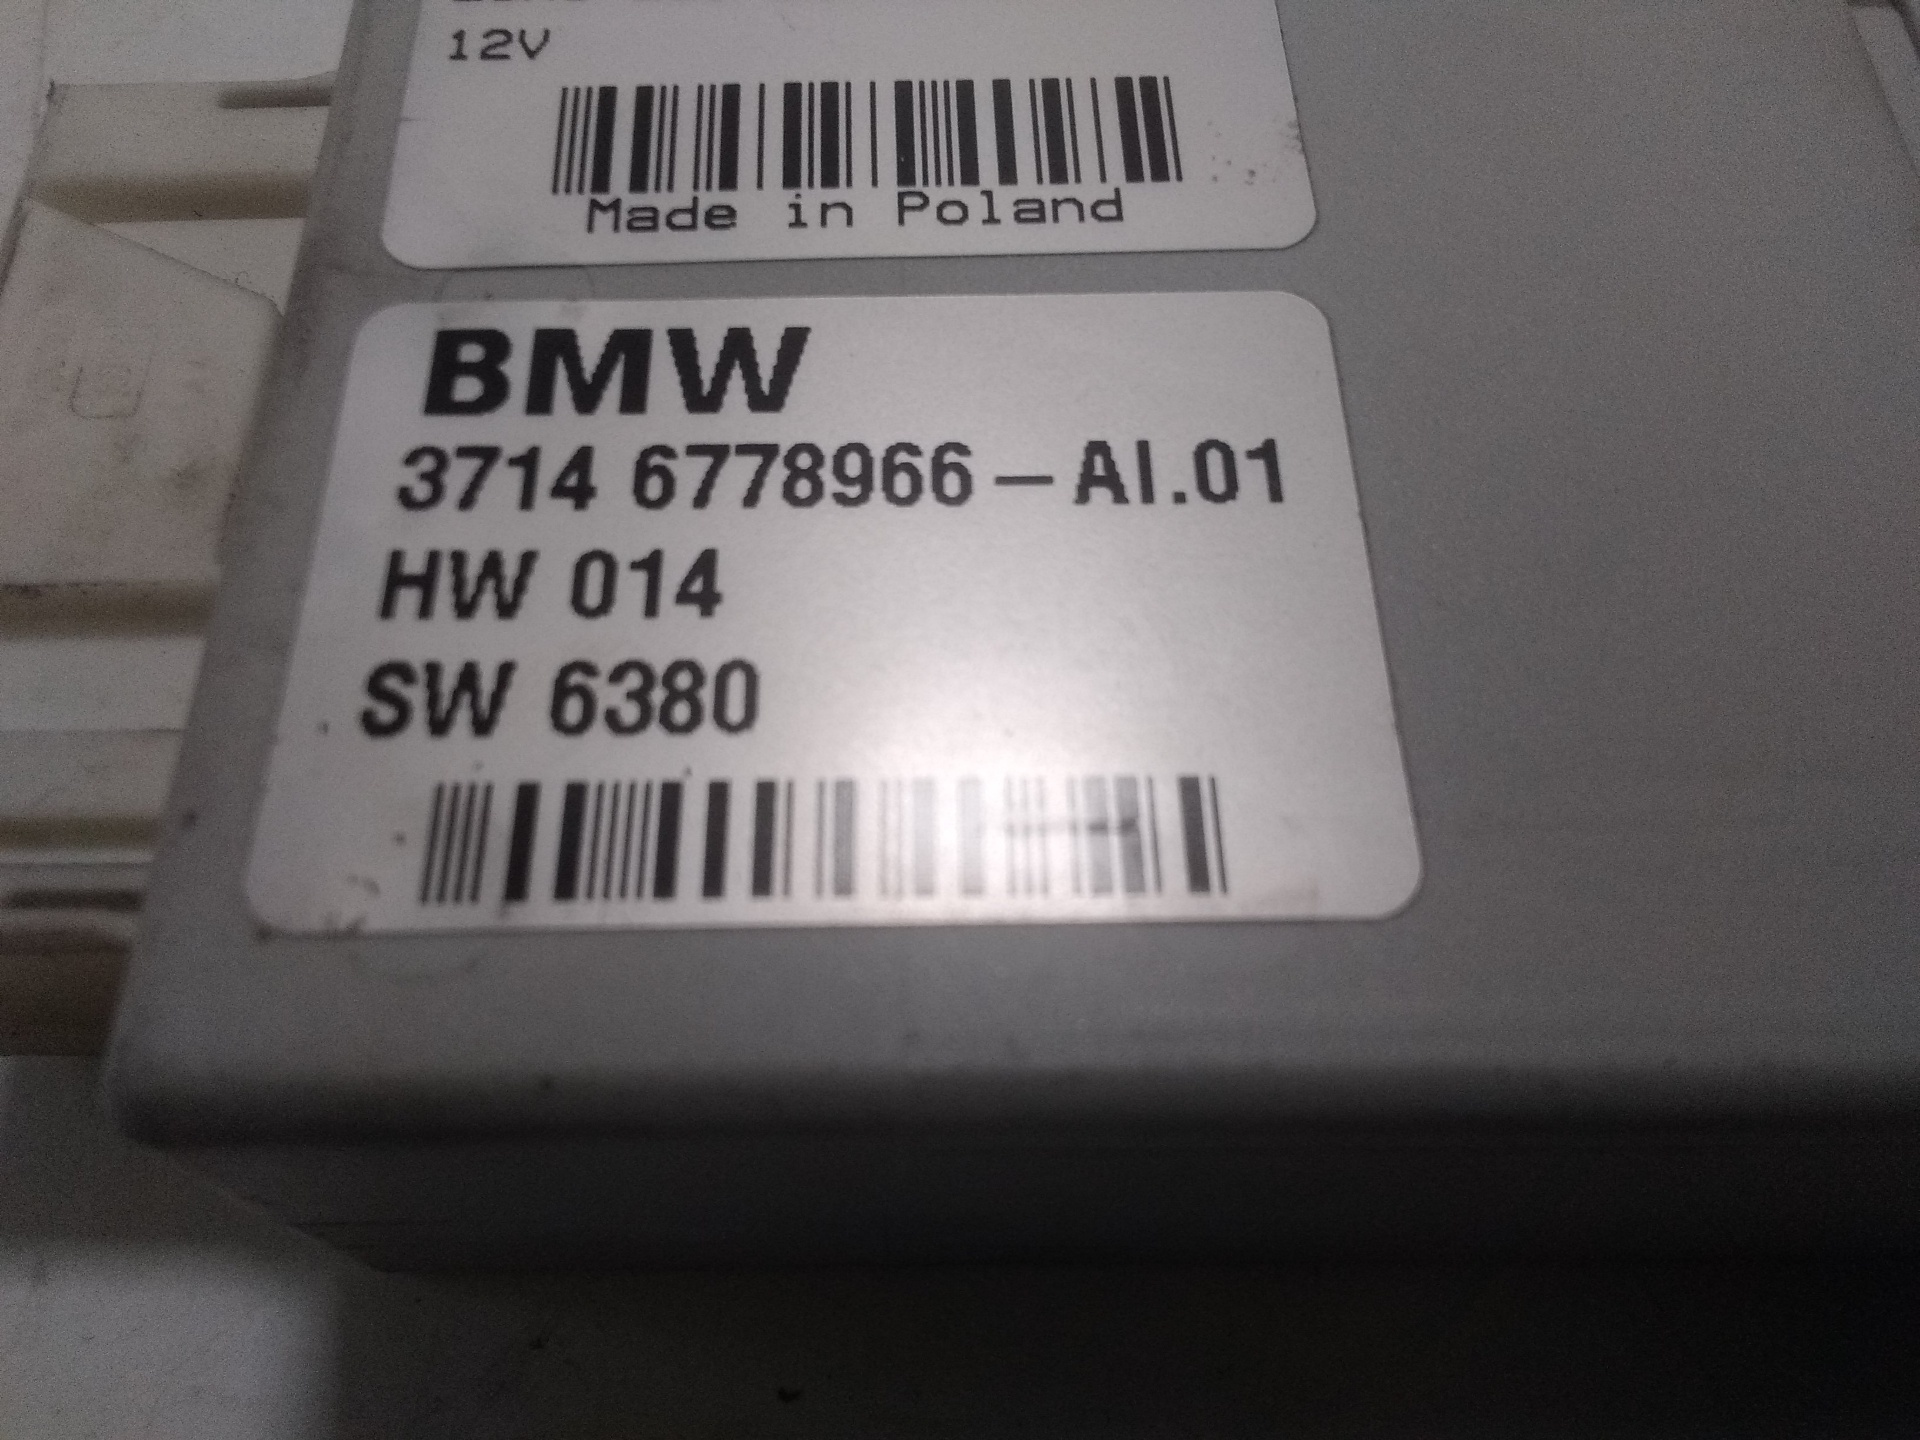 12V
Made in Poland
BMW
3714 6778966-AI.01
HW 014
SW 6380